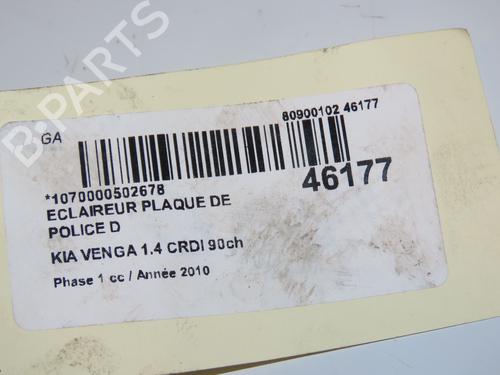 GA
80900102 46177
*1070000502678
46177
ECLAIREUR PLAQUE DE
POLICE D
KIA VENGA 1.4 CRDI 90ch
Phase 1 cc / Année 2010
B-PARTS